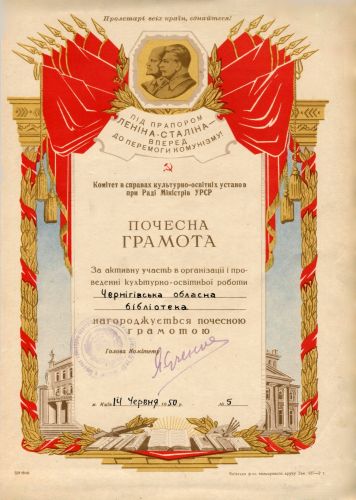 Пролетарі всіх країн, єднайтеся!
ПІД ПРАПОРОМ
ЛЕНІНА-СТАЛІНА-
ВПЕРЕД
ДО ПЕРЕМОГИ КОМУНІЗМУ!
Комітет в справах культурно-освітніх установ
при Раді Міністрів УРСР
ПОЧЕСНА
ГРАМОТА
За активну участь в організації і про-
веденні культурно-освітньої роботи
Чернігівська обласна
бібліотека
нагороджується почесною
грамотою
Голова Комітету
м. Київ 14 Червня 1950 р. № 5